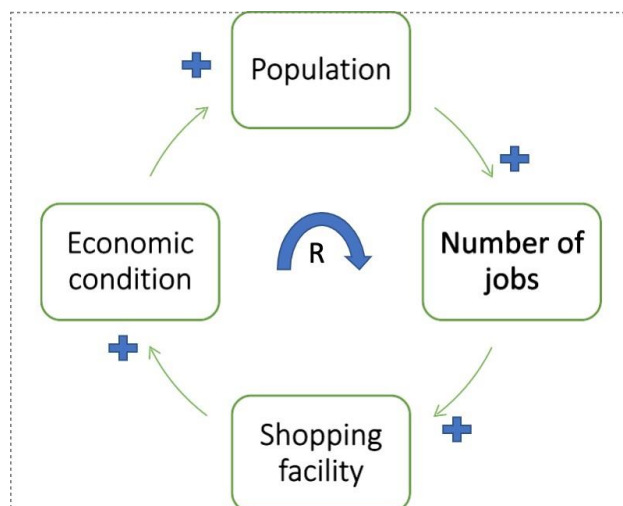 Population
Economic
condition
R
Number of
jobs
Shopping
facility